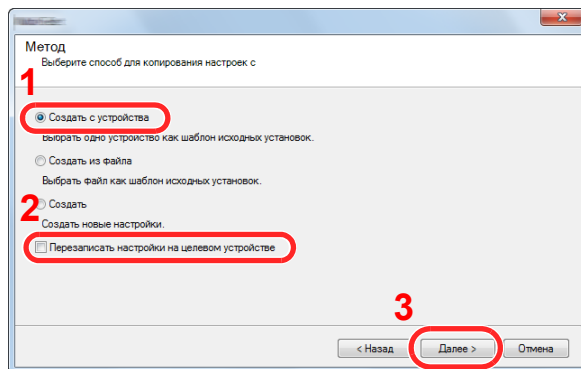 Метод
Выберите способ для копирования настроек с
1
Создать с устройства
Выбрать одно устройство как шаблон исходных установок.
Создать из файла
Выбрать файл как шаблон исходных установок.
2
Создать
Создать новые настройки.
Перезаписать настройки на целевом устройстве
3
< Назад
Далее >
Отмена